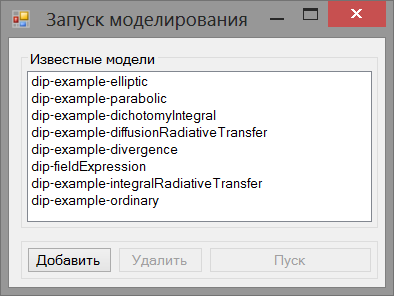 Запуск моделирования
Известные модели
dip-example-elliptic
dip-example-parabolic
dip-example-dichotomyIntegral
dip-example-diffusionRadiativeTransfer
dip-example-divergence
dip-fieldExpression
dip-example-integralRadiativeTransfer
dip-example-ordinary
Добавить Удалить Пуск